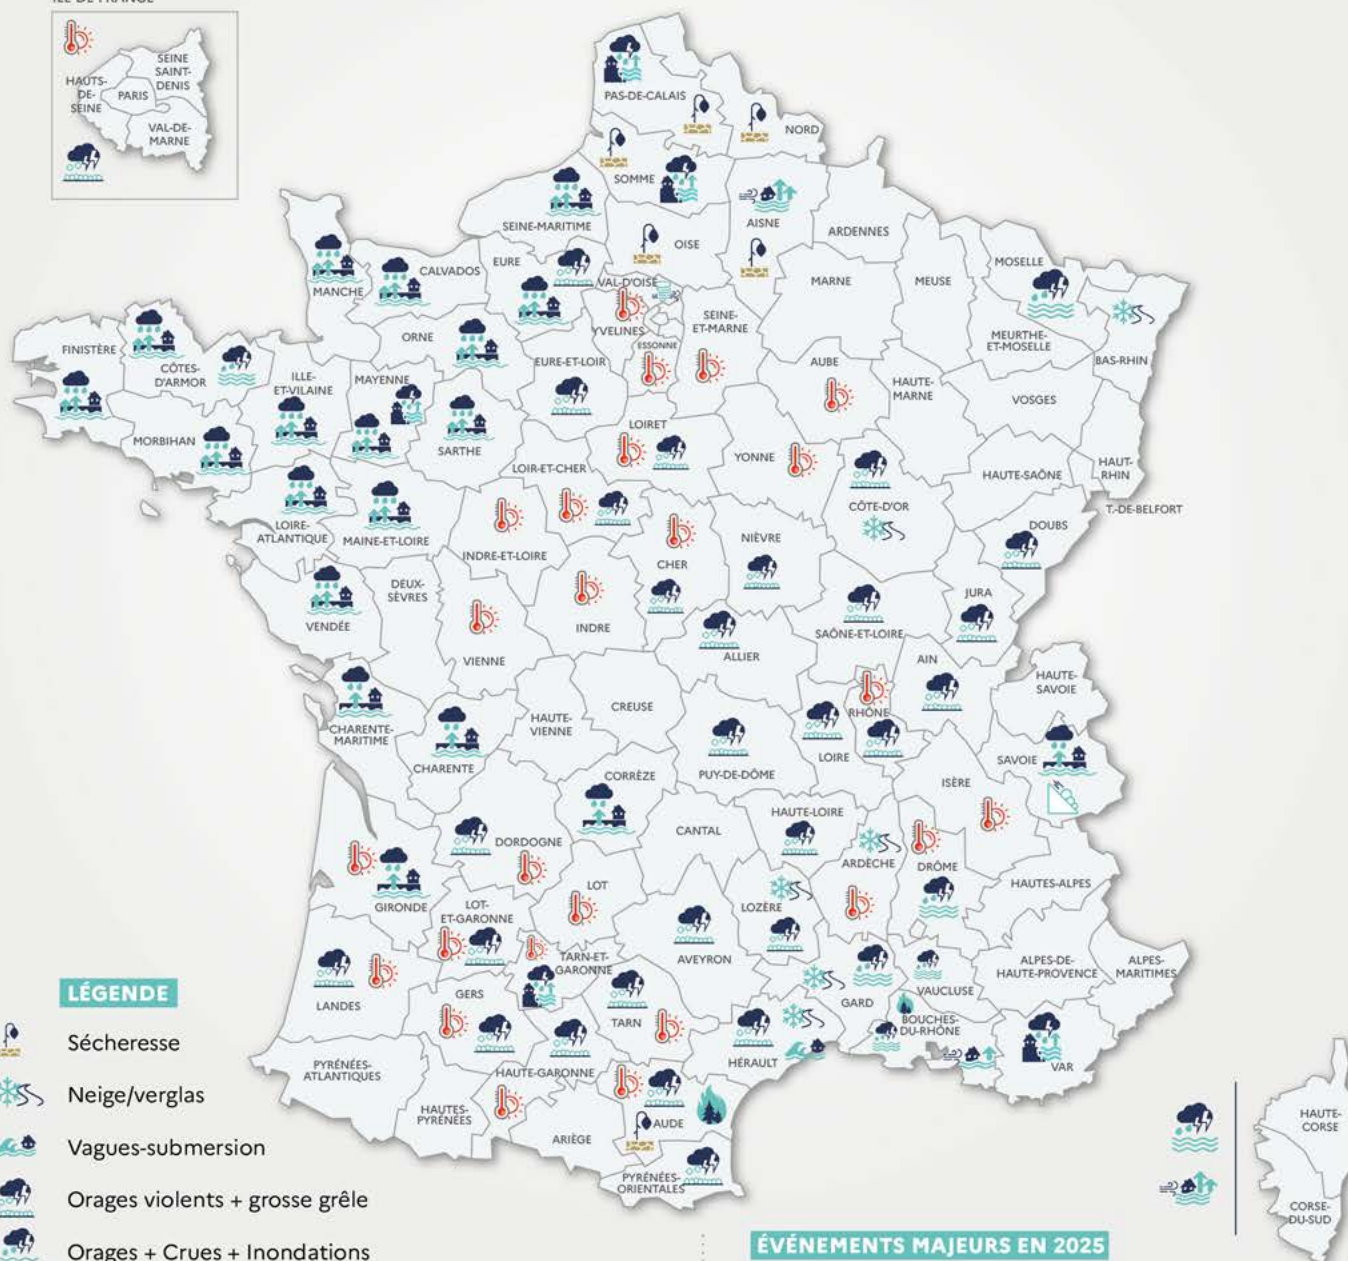 ÎLE-DE-FRANCE
SEINE
SAINT-
DENIS
HAUTS-
DE-
SEINE
PARIS
VAL-DE-
MARNE
PAS-DE-CALAIS
NORD
SOMME
SEINE-MARITIME
AISNE
OISE
ARDENNES
CALVADOS
EURE
MANCHE
VAL-D'OISE
MARNE
MEUSE
MOSELLE
YVELINES
SEINE-
ET-MARNE
MEURTHE-
ET-MOSELLE
BAS-RHIN
ORNE
ESSONNE
FINISTÈRE
CÔTES-
D'ARMOR
ILLE-
ET-VILAINE
MAYENNE
EURE-ET-LOIR
AUBE
HAUTE-
MARNE
VOSGES
LOIRET
MORBIHAN
SARTHE
LOIR-ET-CHER
YONNE
HAUTE-SAÔNE
HAUT-
RHIN
CÔTE-D'OR
T.-DE-BELFORT
LOIRE-
ATLANTIQUE
MAINE-ET-LOIRE
INDRE-ET-LOIRE
CHER
NIÈVRE
DOUBS
DEUX-
SÈVRES
VENDÉE
INDRE
JURA
SAÔNE-ET-LOIRE
VIENNE
ALLIER
AIN
HAUTE-
SAVOIE
CREUSE
HAUTE-
VIENNE
RHÔNE
CHARENTE-
MARITIME
CHARENTE
CORRÈZE
PUY-DE-DÔME
LOIRE
SAVOIE
ISÈRE
HAUTE-LOIRE
DORDOGNE
CANTAL
ARDÈCHE
DRÔME
HAUTES-ALPES
LOT
GIRONDE
LOT-
ET-GARONNE
LOZÈRE
TARN-ET-
GARONNE
AVEYRON
ALPES-DE-
HAUTE-PROVENCE
ALPES-
MARITIMES
LANDES
GERS
TARN
GARD
VAUCLUSE
BOUCHES-
DU-RHÔNE
PYRÉNÉES-
ATLANTIQUES
HAUTE-GARONNE
HÉRAULT
VAR
HAUTES-
PYRÉNÉES
ARIÈGE
AUDE
PYRÉNÉES-
ORIENTALES
HAUTE-
CORSE
CORSE-
DU-SUD
LÉGENDE
Sécheresse
Neige/verglas
Vagues-submersion
Orages violents + grosse grêle
Orages + Crues + Inondations
ÉVÉNEMENTS MAJEURS EN 2025